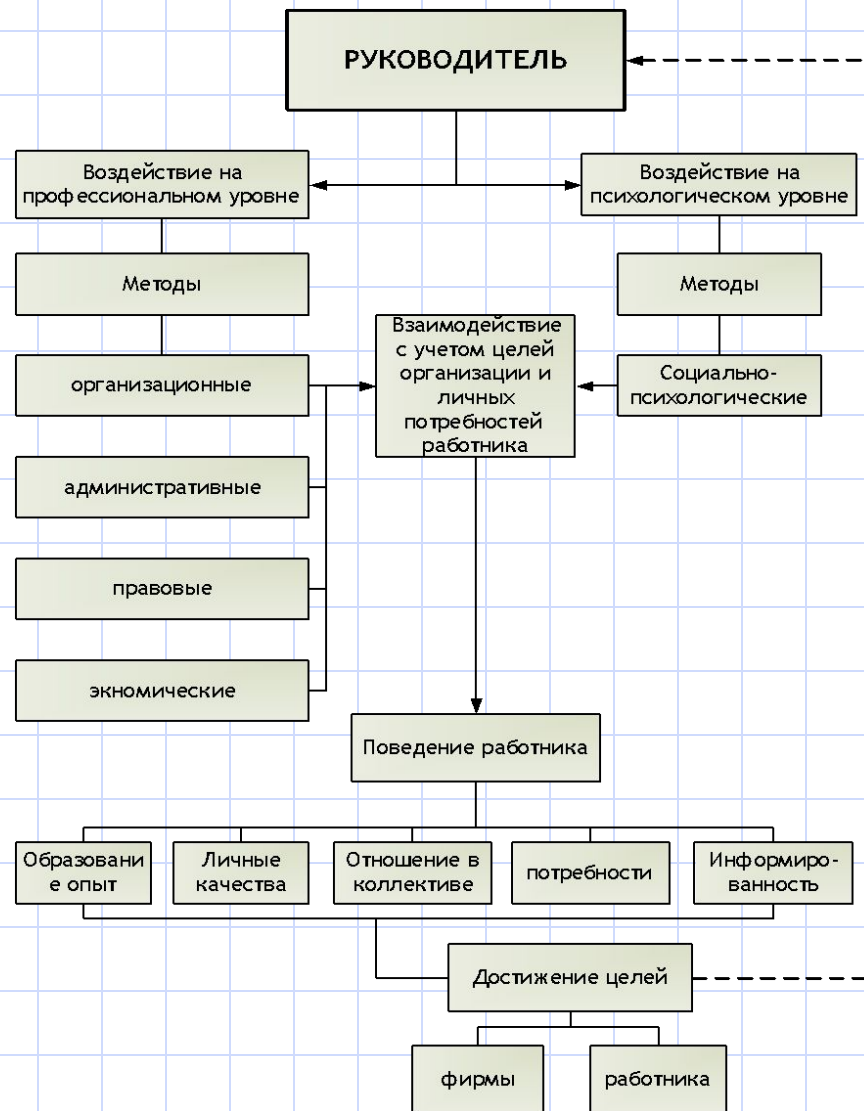 РУКОВОДИТЕЛЬ
Воздействие на
профессиональном уровне
Воздействие на
психологическом уровне
Методы
Методы
Взаимодействие
с учетом целей
организации и
личных
потребностей
работника
организационные
Социально-
психологические
административные
правовые
экномические
Поведение работника
Образовани
е опыт
Личные
качества
Отношение в
коллективе
потребности
Информиро-
ванность
Достижение целей
фирмы
работника